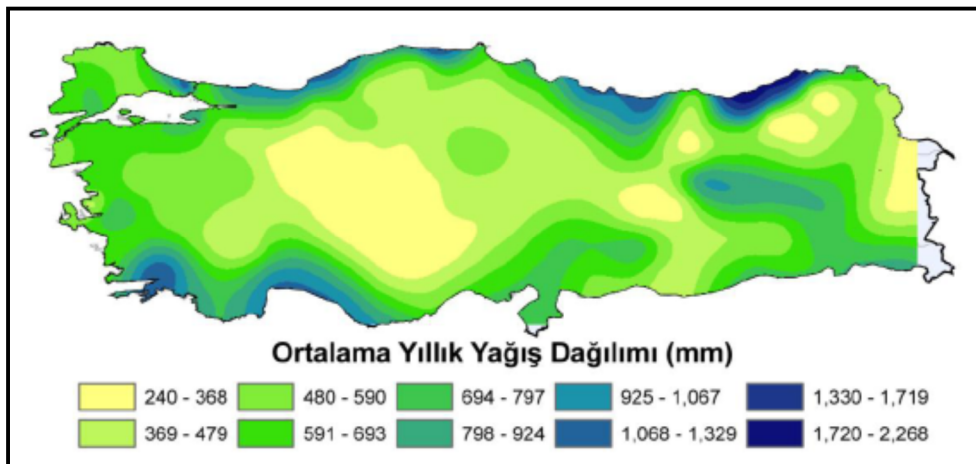 Ortalama Yıllık Yağış Dağılımı (mm)
240 - 368 480 - 590 694 - 797 925 - 1,067 1,330 - 1,719
369 - 479 591 - 693 798 - 924 1,068 - 1,329 1,720 - 2,268